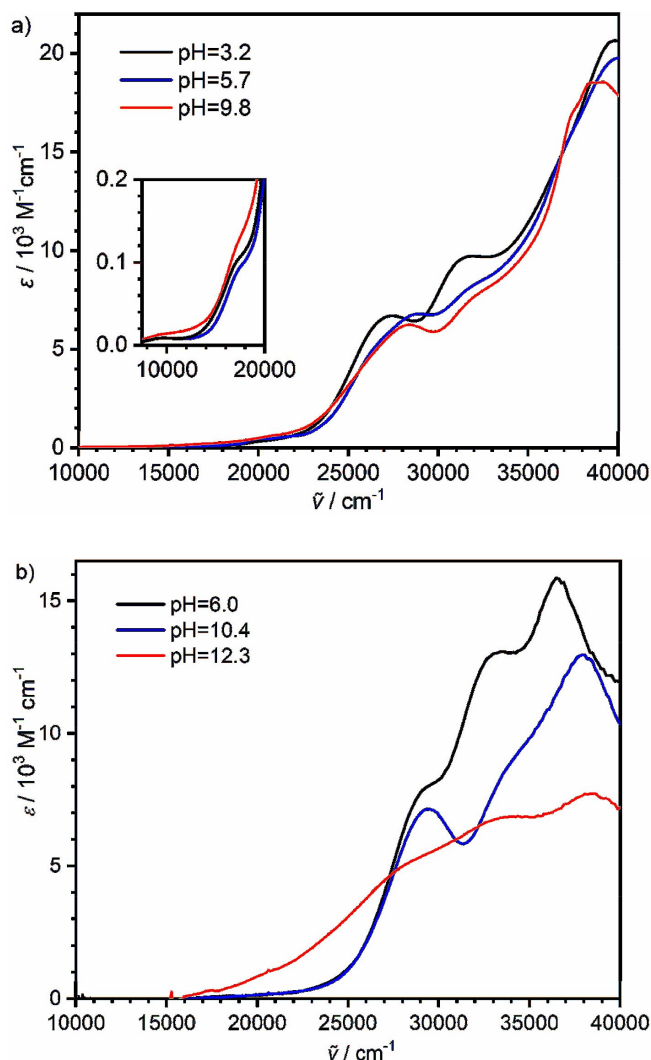 a)
pH=3.2
pH=5.7
pH=9.8
20
15
10
5
0
ε / 10³ M⁻¹cm⁻¹
0.2
0.1
0.0
10000 16000 20000
10000 15000 20000 25000 30000 35000 40000
ṽ / cm⁻¹
b)
pH=6.0
pH=10.4
pH=12.3
15
10
5
0
ε / 10³ M⁻¹ cm⁻¹
10000 15000 20000 25000 30000 35000 40000
ṽ / cm⁻¹